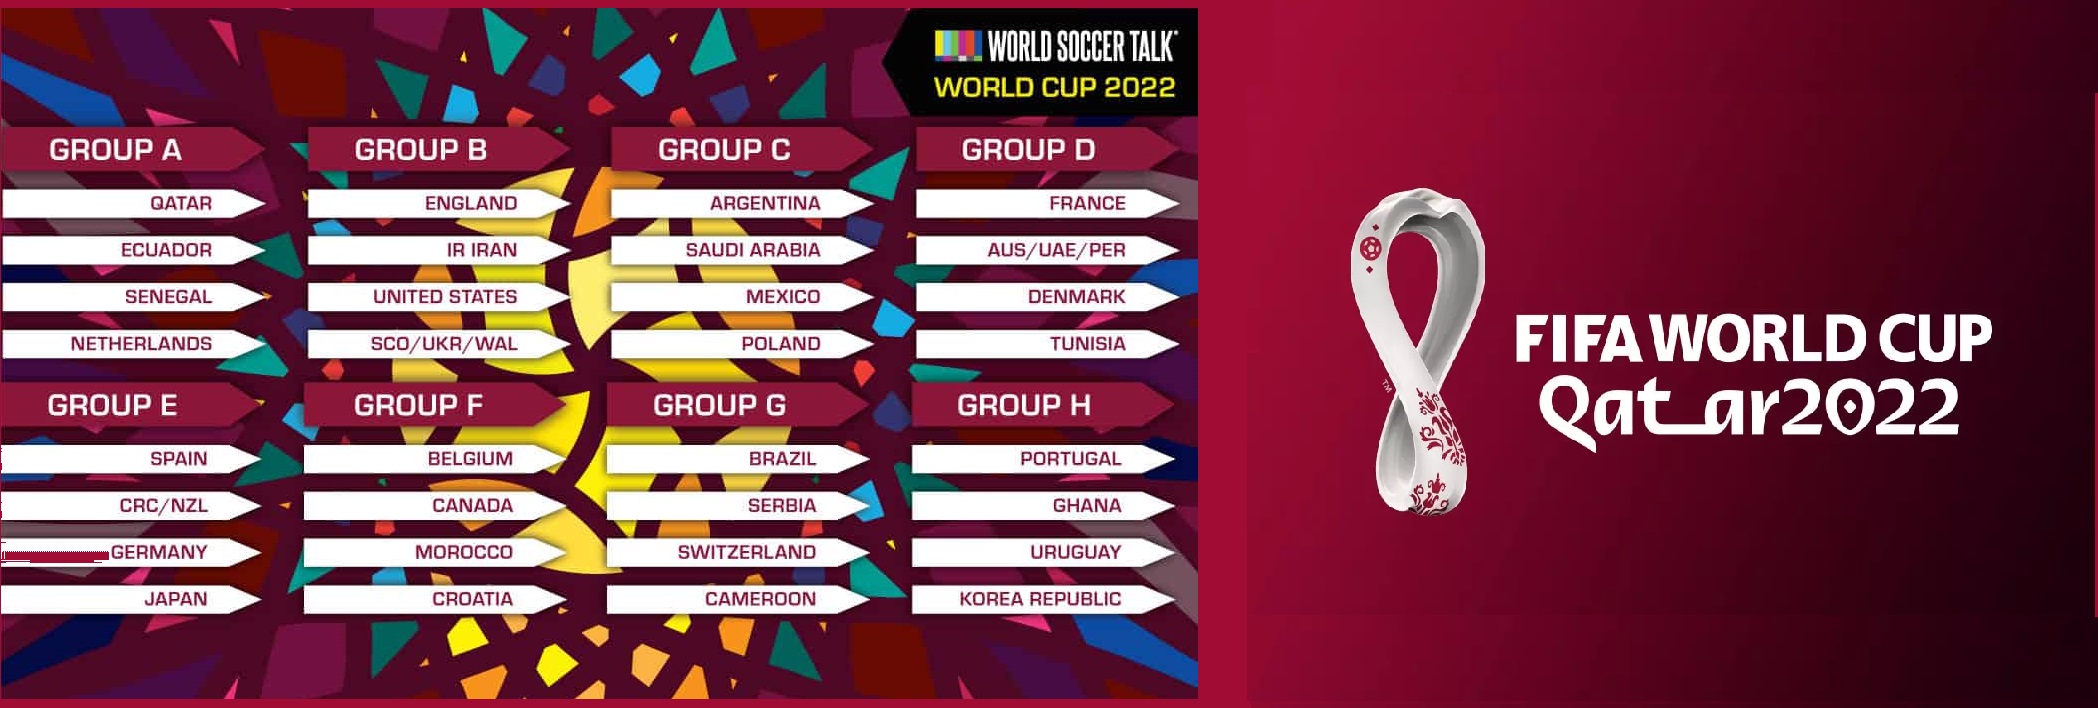 WORLD SOCCER TALK
WORLD CUP 2022
GROUP A
QATAR
ECUADOR
SENEGAL
NETHERLANDS
GROUP B
ENGLAND
IR IRAN
UNITED STATES
SCO/UKR/WAL
GROUP C
ARGENTINA
SAUDI ARABIA
MEXICO
POLAND
GROUP D
FRANCE
AUS/UAE/PER
DENMARK
TUNISIA
GROUP E
SPAIN
CRC/NZL
GERMANY
JAPAN
GROUP F
BELGIUM
CANADA
MOROCCO
CROATIA
GROUP G
BRAZIL
SERBIA
SWITZERLAND
CAMEROON
GROUP H
PORTUGAL
GHANA
URUGUAY
KOREA REPUBLIC
TM
FIFA WORLD CUP
Qatar2022